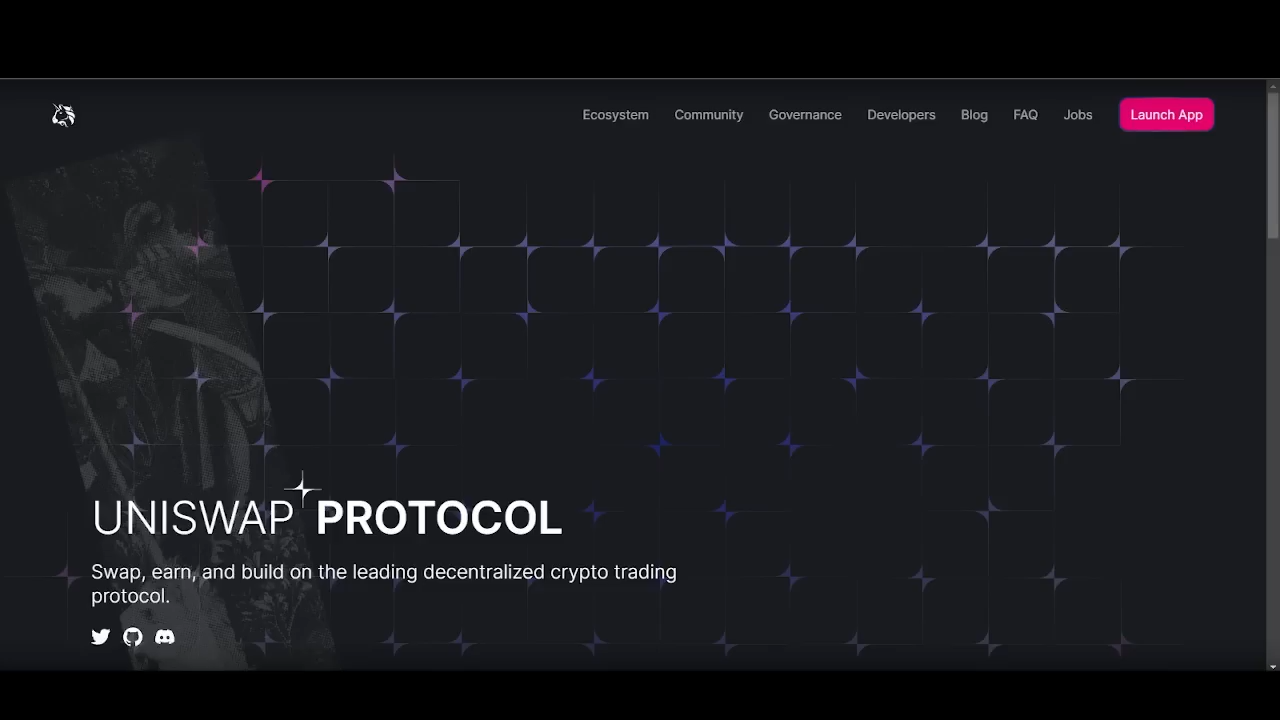 Ecosystem Community Governance Developers Blog FAQ Jobs Launch App
UNISWAP PROTOCOL
Swap, earn, and build on the leading decentralized crypto trading
protocol.